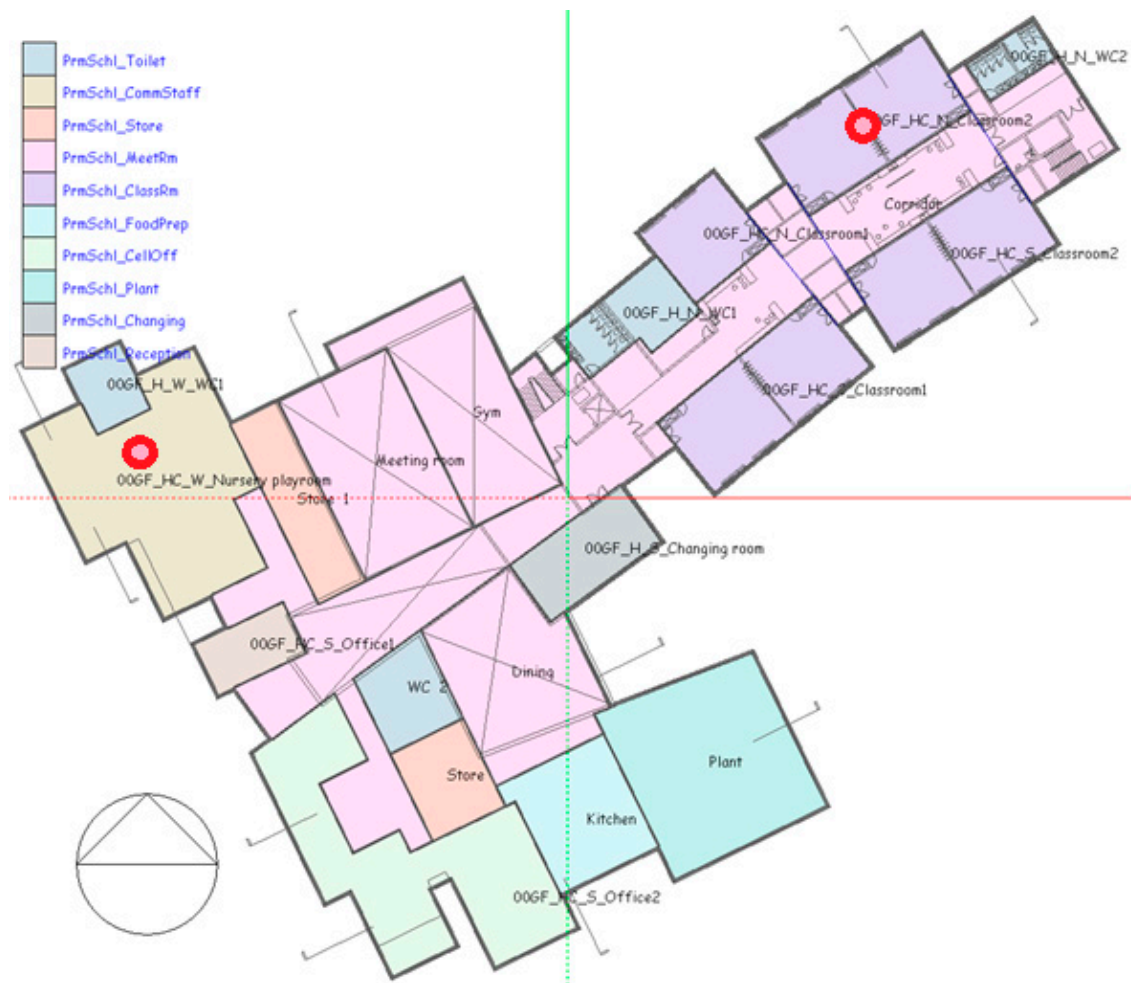 PrmSchl_Toilet
PrmSchl_CommStaff
PrmSchl_Store
PrmSchl_MeetRm
PrmSchl_ClassRm
PrmSchl_FoodPrep
PrmSchl_CellOff
PrmSchl_Plant
PrmSchl_Changing
PrmSchl_Reception
00GF_H_N_WC2
GF_HC_N_Classroom2
Corridor
00GF_HC_N_Classroom1
00GF_HC_S_Classroom2
00GF_H_N_WC1
00GF_H_W_WC1
00GF_HC_S_Classroom1
Gym
Meeting room
00GF_HC_W_Nursery playroom
Store 1
00GF_H_S_Changing room
00GF_HC_S_Office1
Dining
WC 2
Plant
Store
Kitchen
00GF_HC_S_Office2